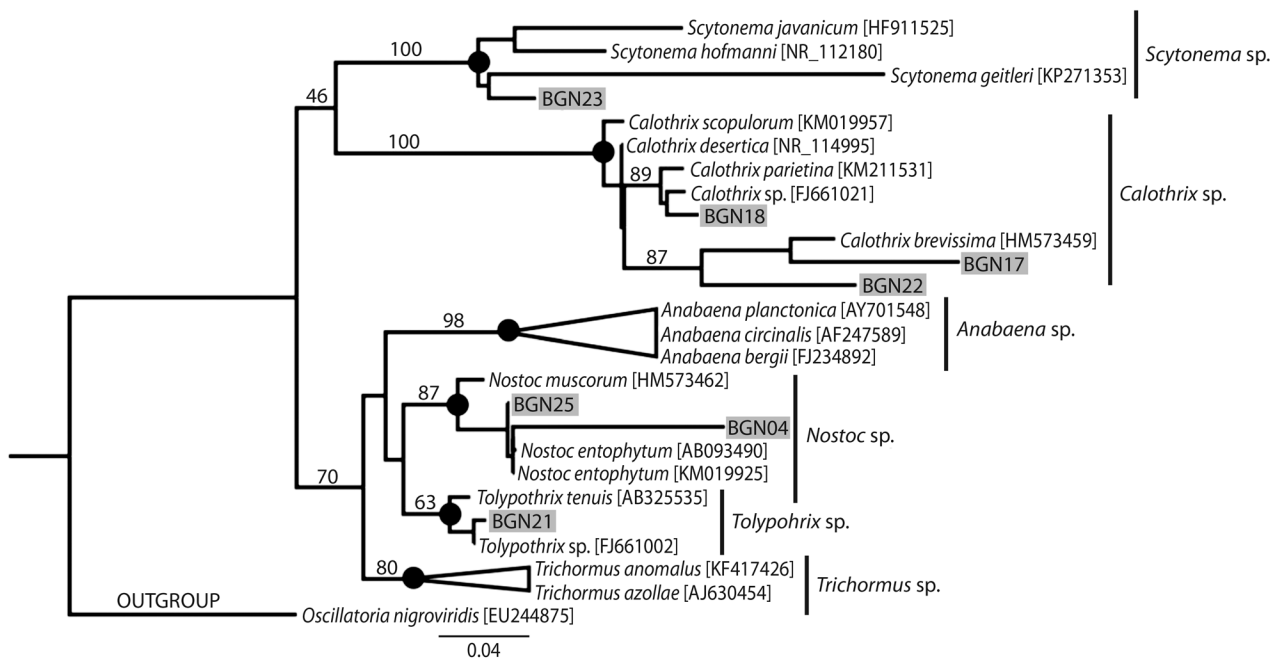 Scytonema javanicum [HF911525]
100
Scytonema hofmanni [NR_112180]
Scytonema sp.
Scytonema geitleri [KP271353]
46
BGN23
Calothrix scopulorum [KM019957]
100
Calothrix desertica [NR_114995]
89
Calothrix parietina [KM211531]
Calothrix sp. [FJ661021]
Calothrix sp.
BGN18
Calothrix brevissima [HM573459]
87
BGN17
BGN22
Anabaena planctonica [AY701548]
98
Anabaena circinalis [AF247589]
Anabaena sp.
Anabaena bergii [FJ234892]
Nostoc muscorum [HM573462]
87
BGN25
BGN04
Nostoc sp.
Nostoc entophytum [AB093490]
Nostoc entophytum [KM019925]
70
Tolypothrix tenuis [AB325535]
63
BGN21
Tolypohrix sp.
Tolypothrix sp. [FJ661002]
80
Trichormus anomalus [KF417426]
Trichormus sp.
Trichormus azollae [AJ630454]
OUTGROUP
Oscillatoria nigroviridis [EU244875]
0.04